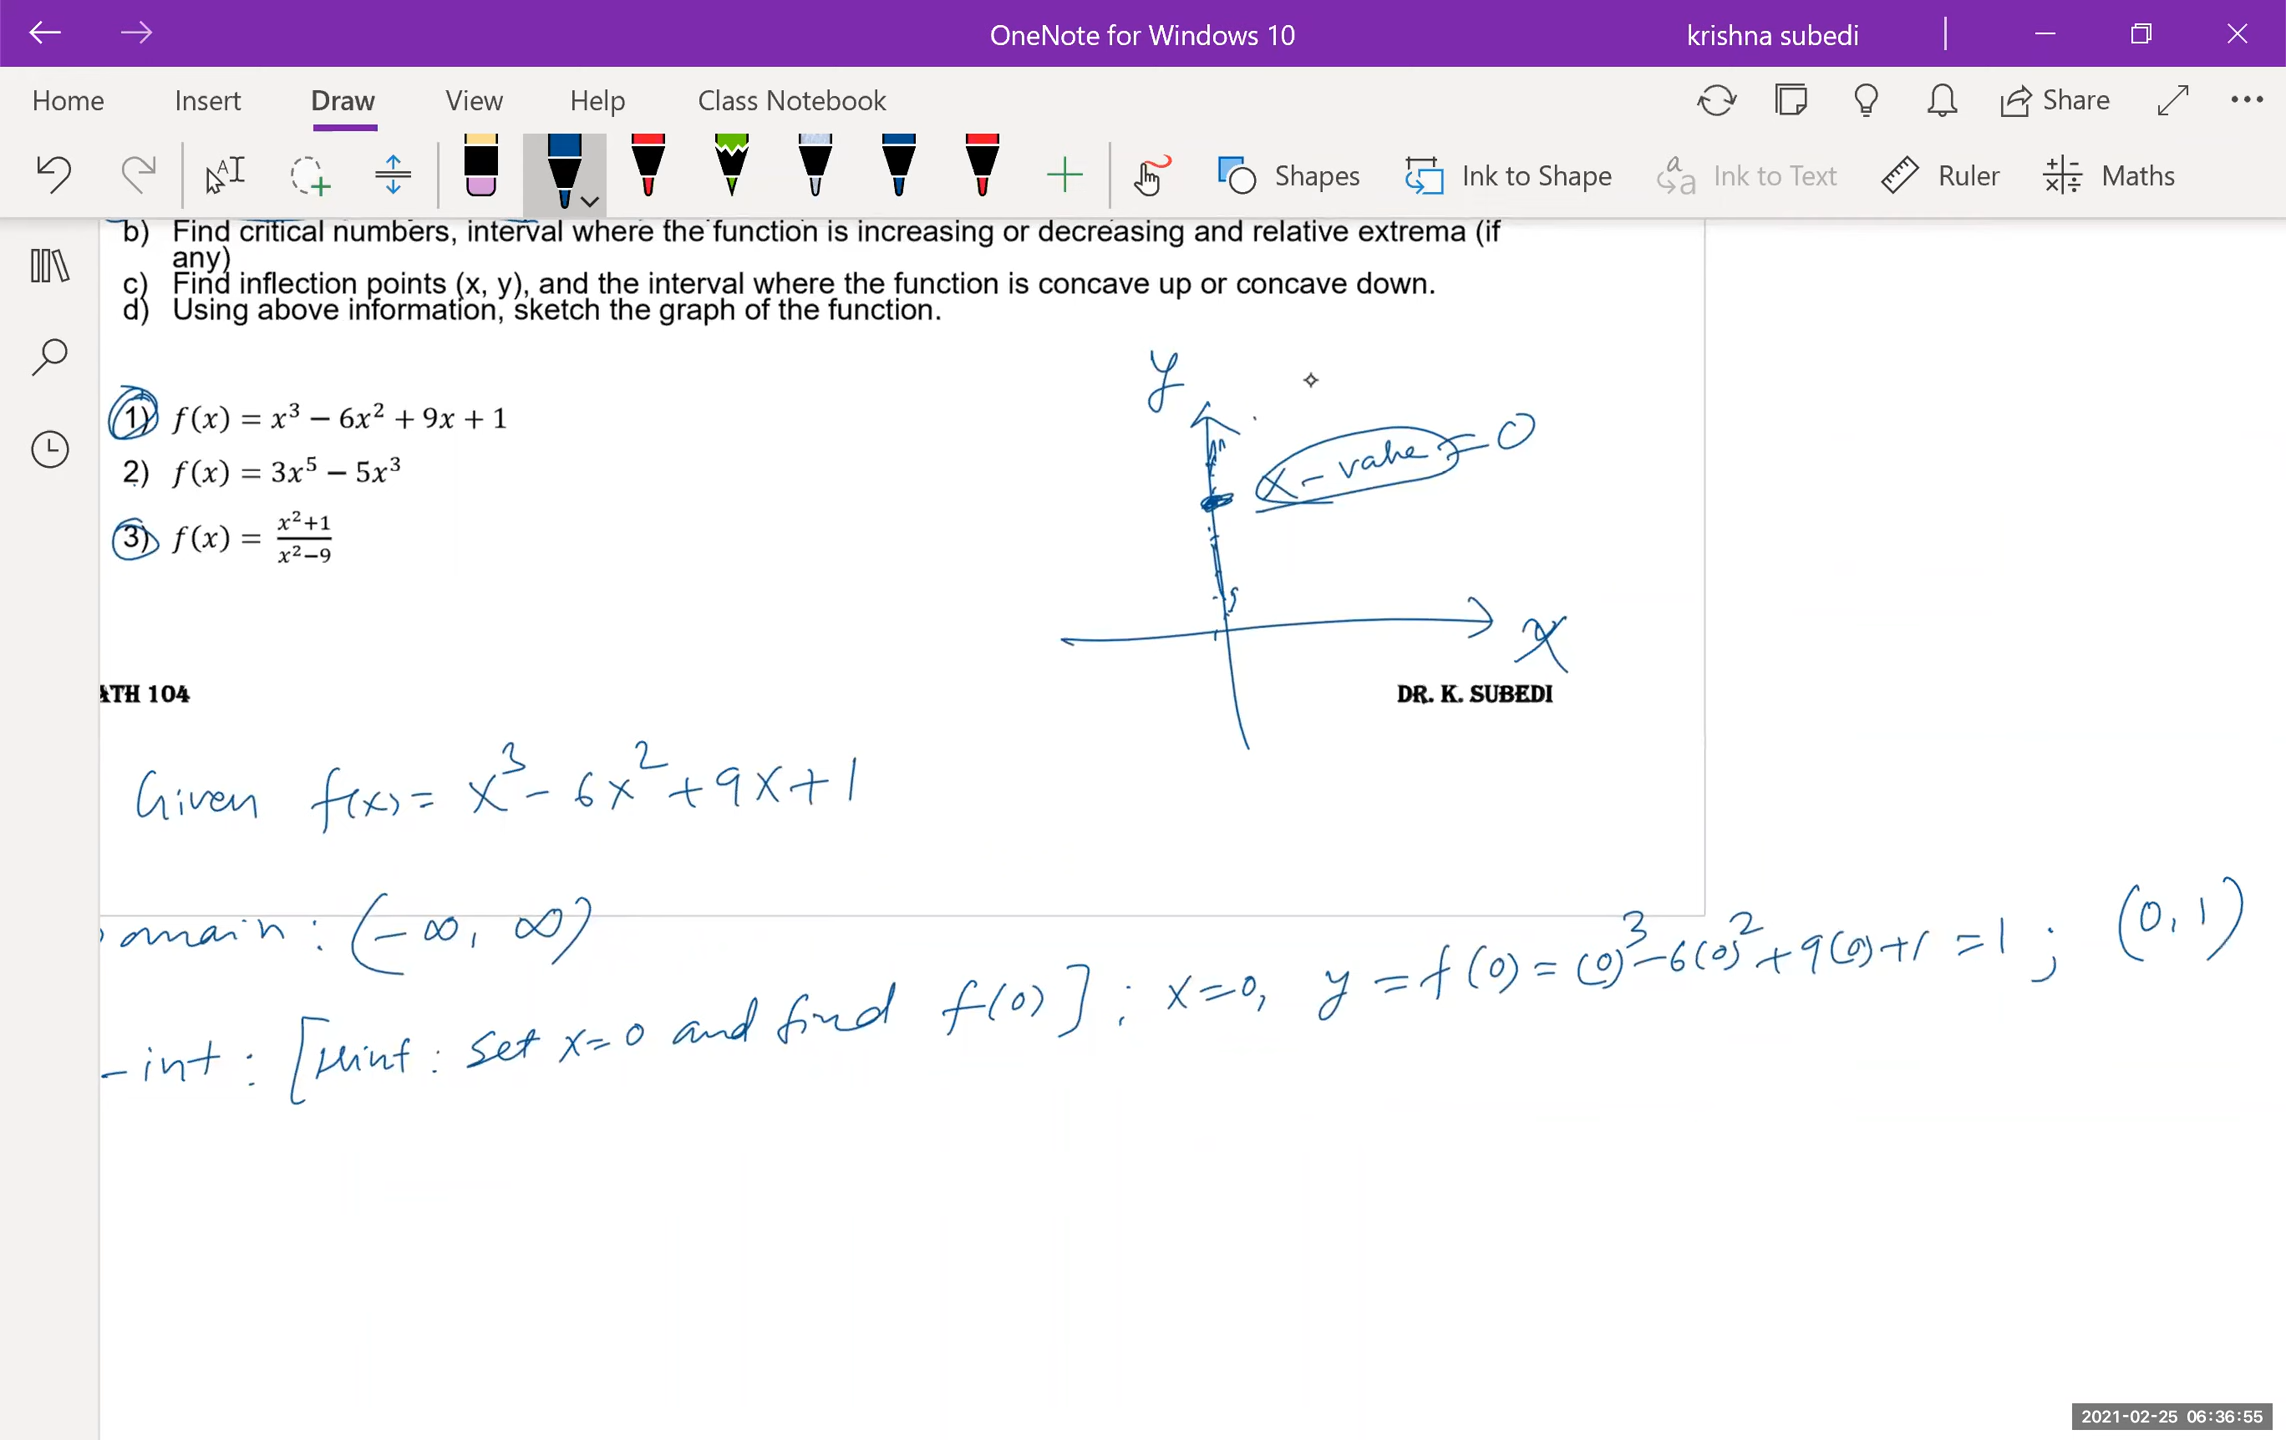 OneNote for Windows 10
krishna subedi
Home Insert Draw View Help Class Notebook Share
Shapes Ink to Shape Ink to Text Ruler Maths
b) Find critical numbers, interval where the function is increasing or decreasing and relative extrema (if
any)
c) Find inflection points (x, y), and the interval where the function is concave up or concave down.
d) Using above information, sketch the graph of the function.
y
1) f(x) = x³ − 6x² + 9x + 1
x - value = 0
2) f(x) = 3x⁵ − 5x³
3) f(x) = (x²+1)/(x²−9)
x
ATH 104
DR. K. SUBEDI
Given f(x) = x³ - 6x² + 9x + 1
omain : (-∞, ∞)
-int : [Hint : Set x=0 and find f(0)] ; x=0, y = f(0) = (0)³ - 6(0)² + 9(0) + 1 = 1 ; (0, 1)
2021-02-25 06:36:55